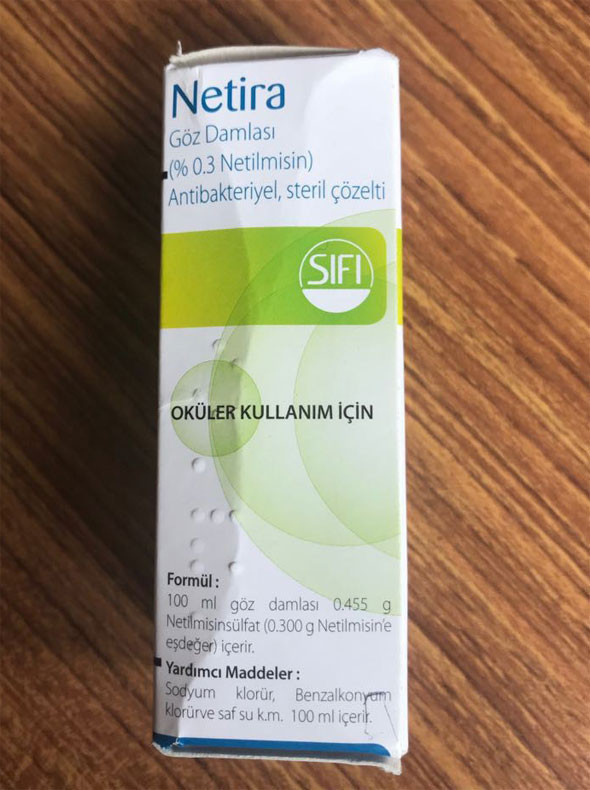 Netira
Göz Damlası
(% 0.3 Netilmisin)
Antibakteriyel, steril çözelti
SIFI
OKÜLER KULLANIM İÇİN
Formül :
100 ml göz damlası 0.455 g
Netilmisinsülfat (0.300 g Netilmisin'e
eşdeğer) içerir.
Yardımcı Maddeler :
Sodyum klorür, Benzalkonyum
klorürve saf su k.m. 100 ml içerir.